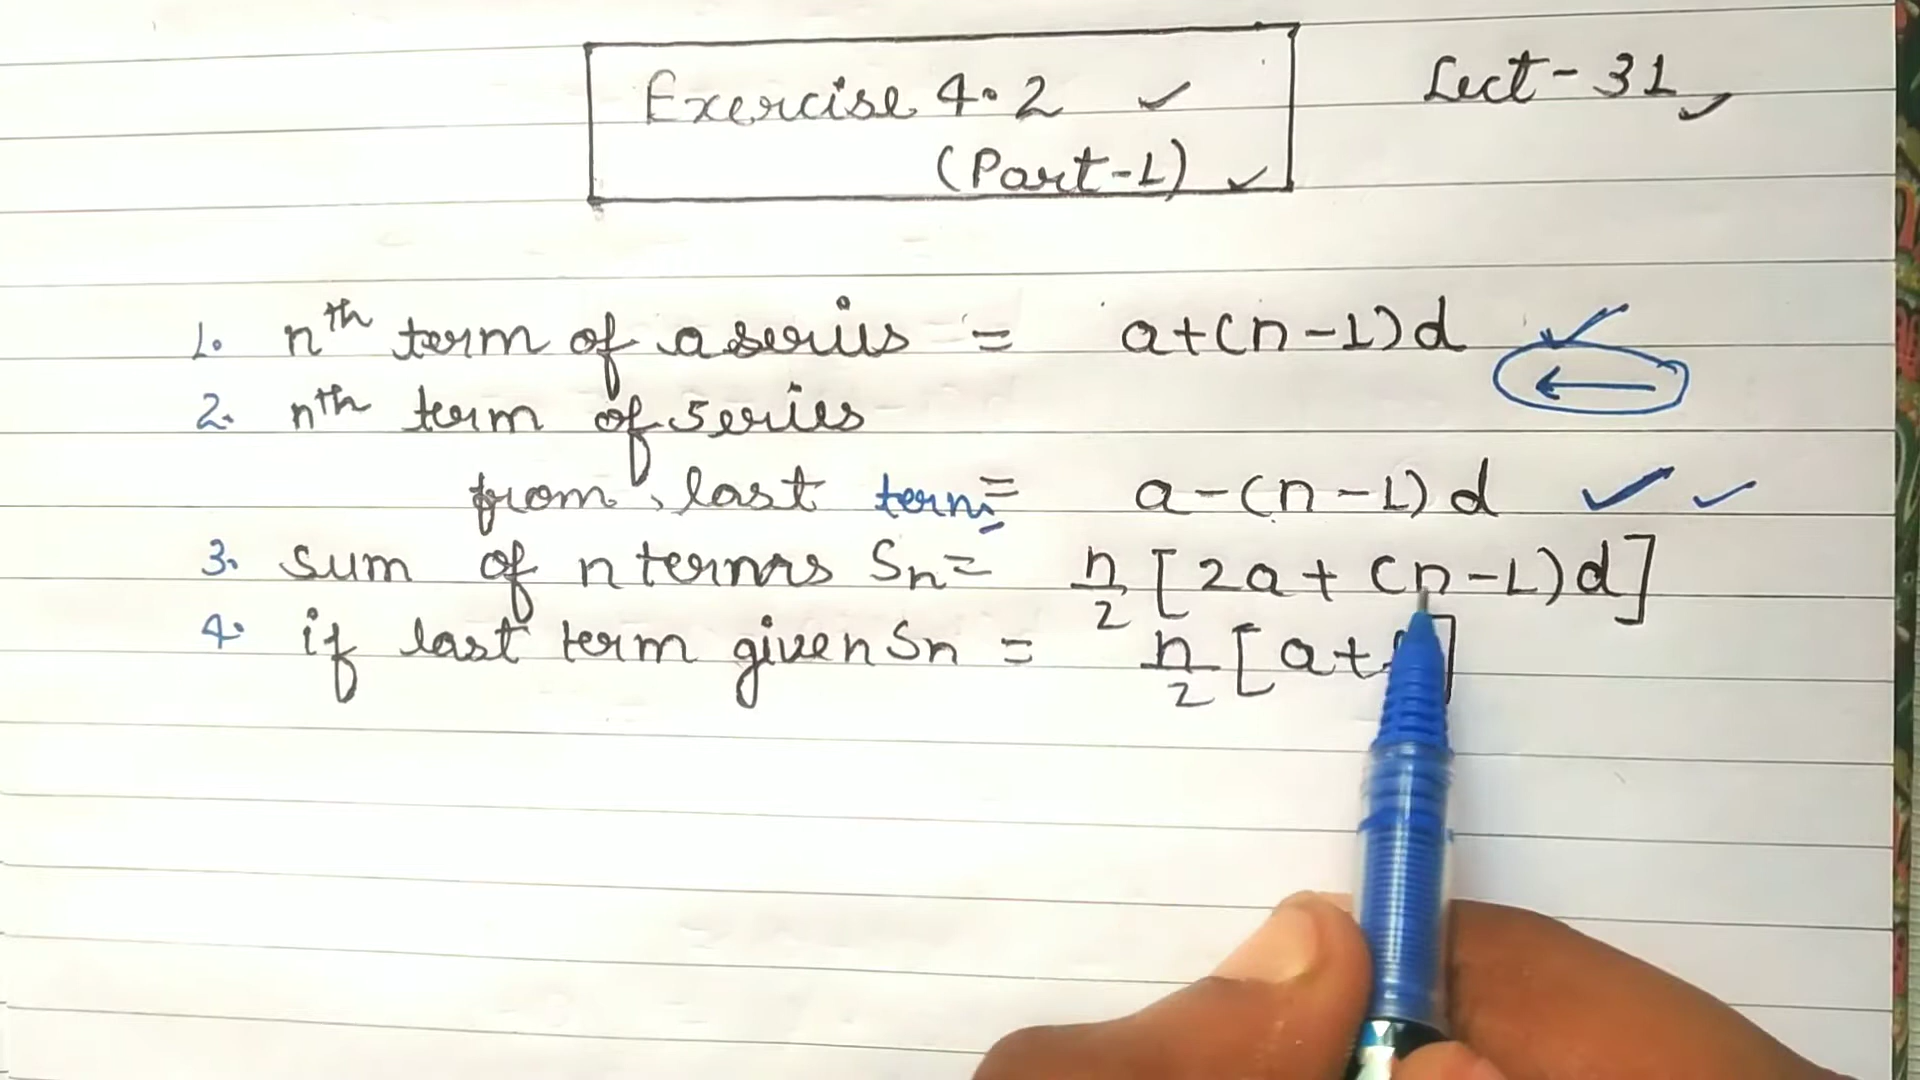 Exercise 4.2 ✓
(Part-1) ✓
Lect-31 ✓
1. nth term of a series = a+(n-1)d ✓
←
2. nth term of series
from last term = a-(n-1)d ✓ ✓
3. sum of n terms Sn = n/2 [2a+(n-1)d]
4. if last term given Sn = n/2 [a+ ]